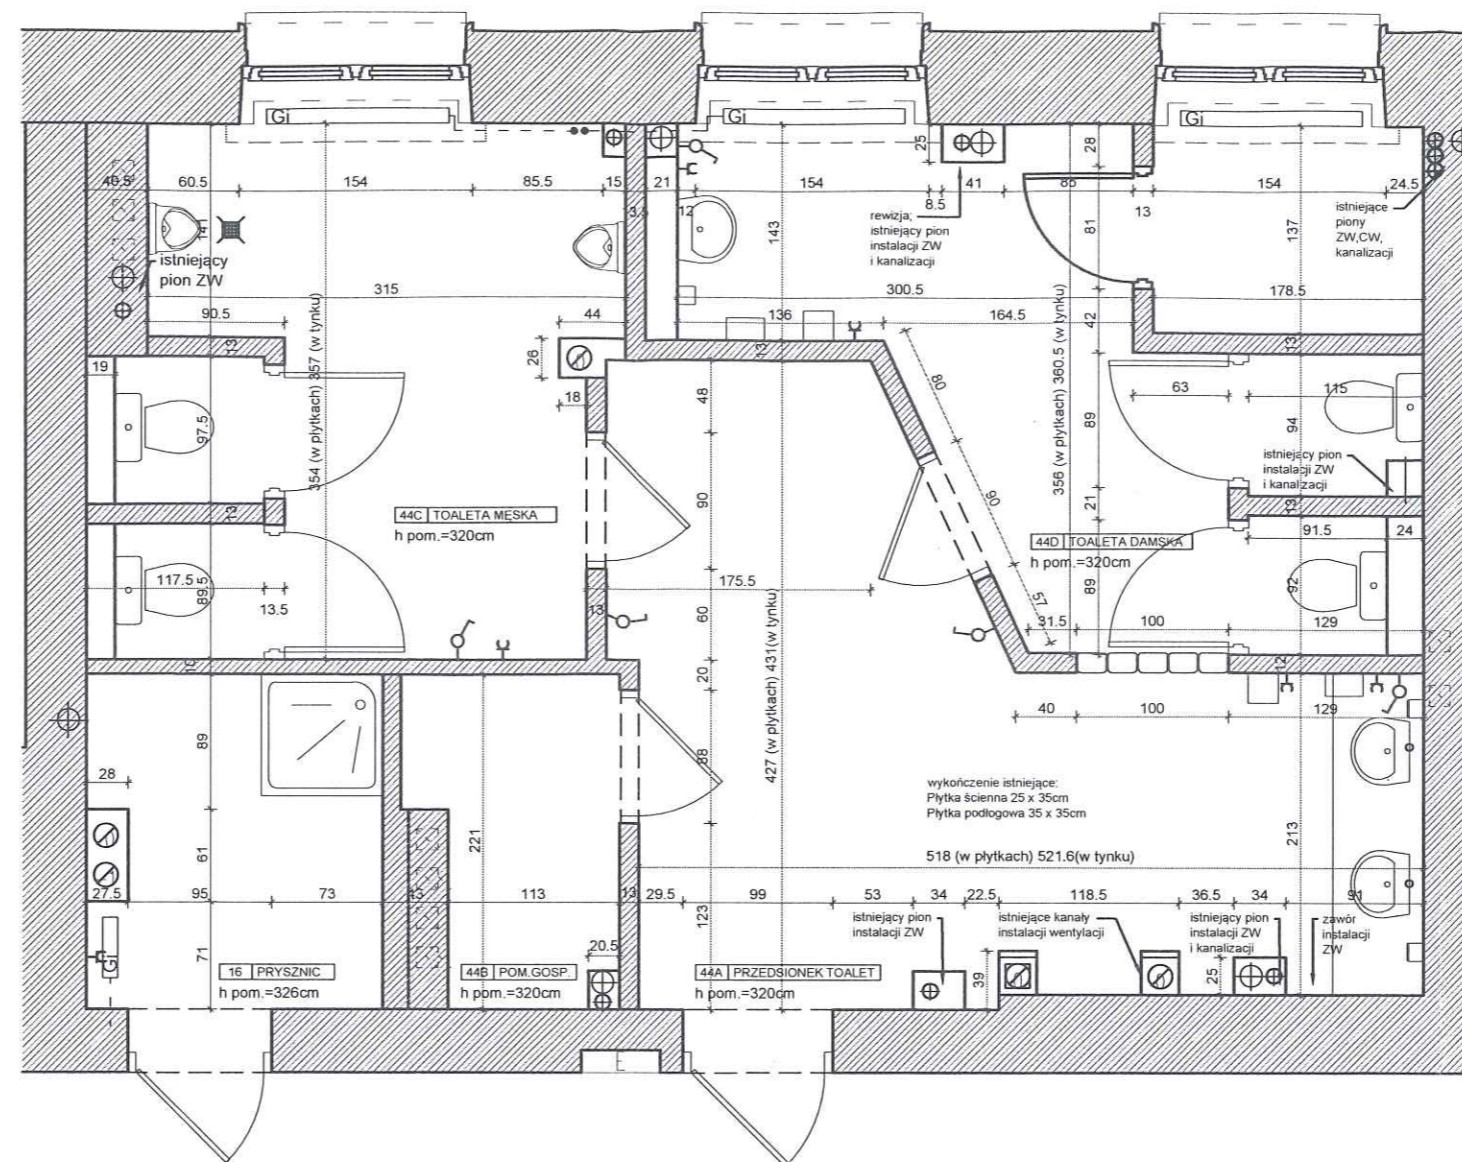 Gi
Gi
Gi
40.5
60.5
154
85.5
15
21
12
154
8.5
41
13
154
24.5
25
28
istniejący
pion ZW
141
143
81
137
rewizja;
istniejący pion
instalacji ZW
i kanalizacji
istniejące
piony
ZW,CW,
kanalizacji
315
300.5
178.5
90.5
44
136
164.5
42
13
26
13
13
19
18
48
80
63
115
89
94
97.5
354 (w płytkach) 357 (w tynku)
356 (w płytkach) 360.5 (w tynku)
istniejący pion
instalacji ZW
i kanalizacji
13
90
90
21
13
44C TOALETA MĘSKA
h pom.=320cm
44D TOALETA DAMSKA
h pom.=320cm
91.5
24
117.5
89.5
13.5
175.5
13
60
57
89
92
31.5
100
129
10
20
12
427 (w płytkach) 431(w tynku)
40
100
129
89
28
88
wykończenie istniejące:
Płytka ścienna 25 x 35cm
Płytka podłogowa 35 x 35cm
61
221
213
518 (w płytkach) 521.6(w tynku)
27.5
95
73
113
13
29.5
99
53
34
22.5
118.5
36.5
34
91
123
istniejący pion
instalacji ZW
istniejące kanały
instalacji wentylacji
istniejący pion
instalacji ZW
i kanalizacji
zawór
instalacji
ZW
71
Gi
20.5
39
25
16 PRYSZNIC
h pom.=326cm
44B POM.GOSP.
h pom.=320cm
44A PRZEDSIONEK TOALET
h pom.=320cm
E